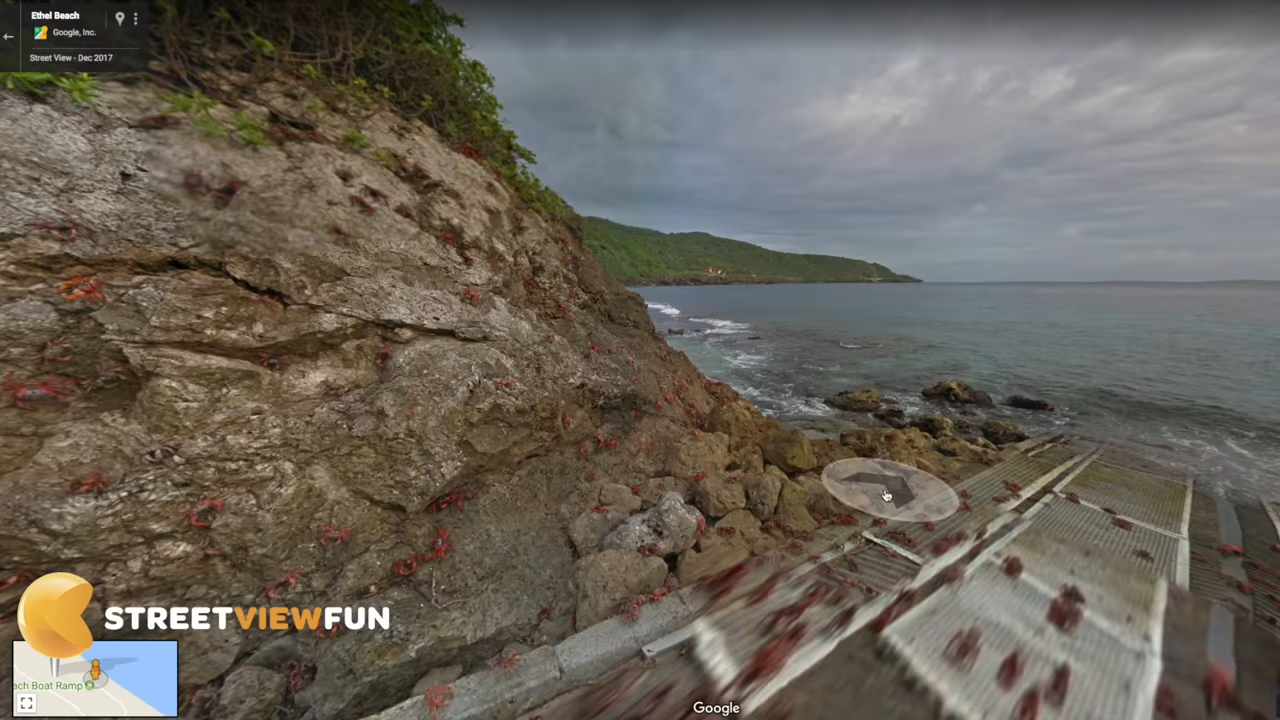 Ethel Beach
Google, Inc.
Street View - Dec 2017
STREETVIEWFUN
ach Boat Ramp
Google